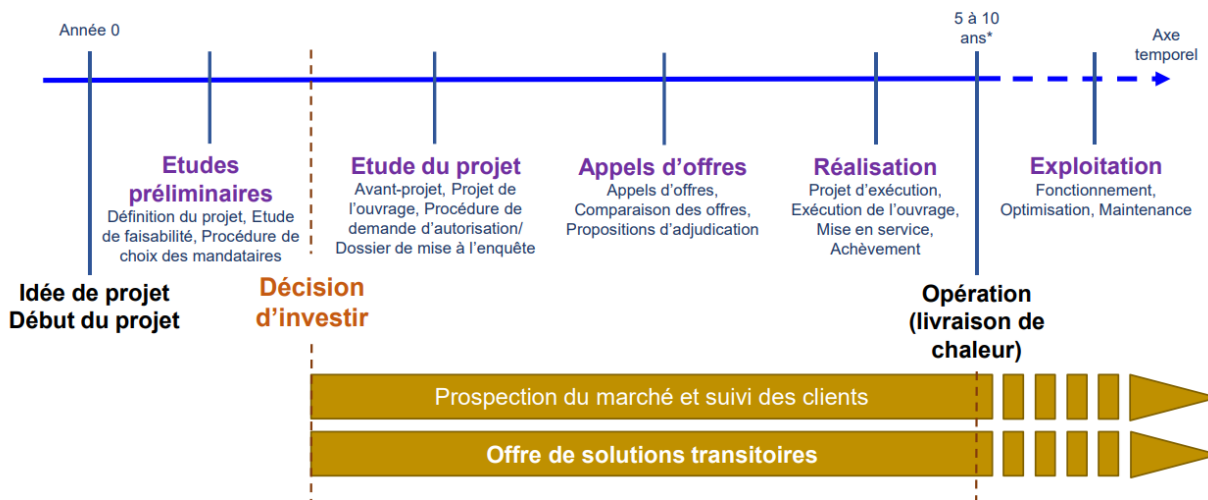 Année 0
5 à 10
ans*
Axe
temporel
Etudes
préliminaires
Définition du projet, Etude
de faisabilité, Procédure de
choix des mandataires
Etude du projet
Avant-projet, Projet de
l'ouvrage, Procédure de
demande d'autorisation/
Dossier de mise à l'enquête
Appels d'offres
Appels d'offres,
Comparaison des offres,
Propositions d'adjudication
Réalisation
Projet d'exécution,
Exécution de l'ouvrage,
Mise en service,
Achèvement
Exploitation
Fonctionnement,
Optimisation, Maintenance
Idée de projet
Début du projet
Décision
d'investir
Opération
(livraison de
chaleur)
Prospection du marché et suivi des clients
Offre de solutions transitoires